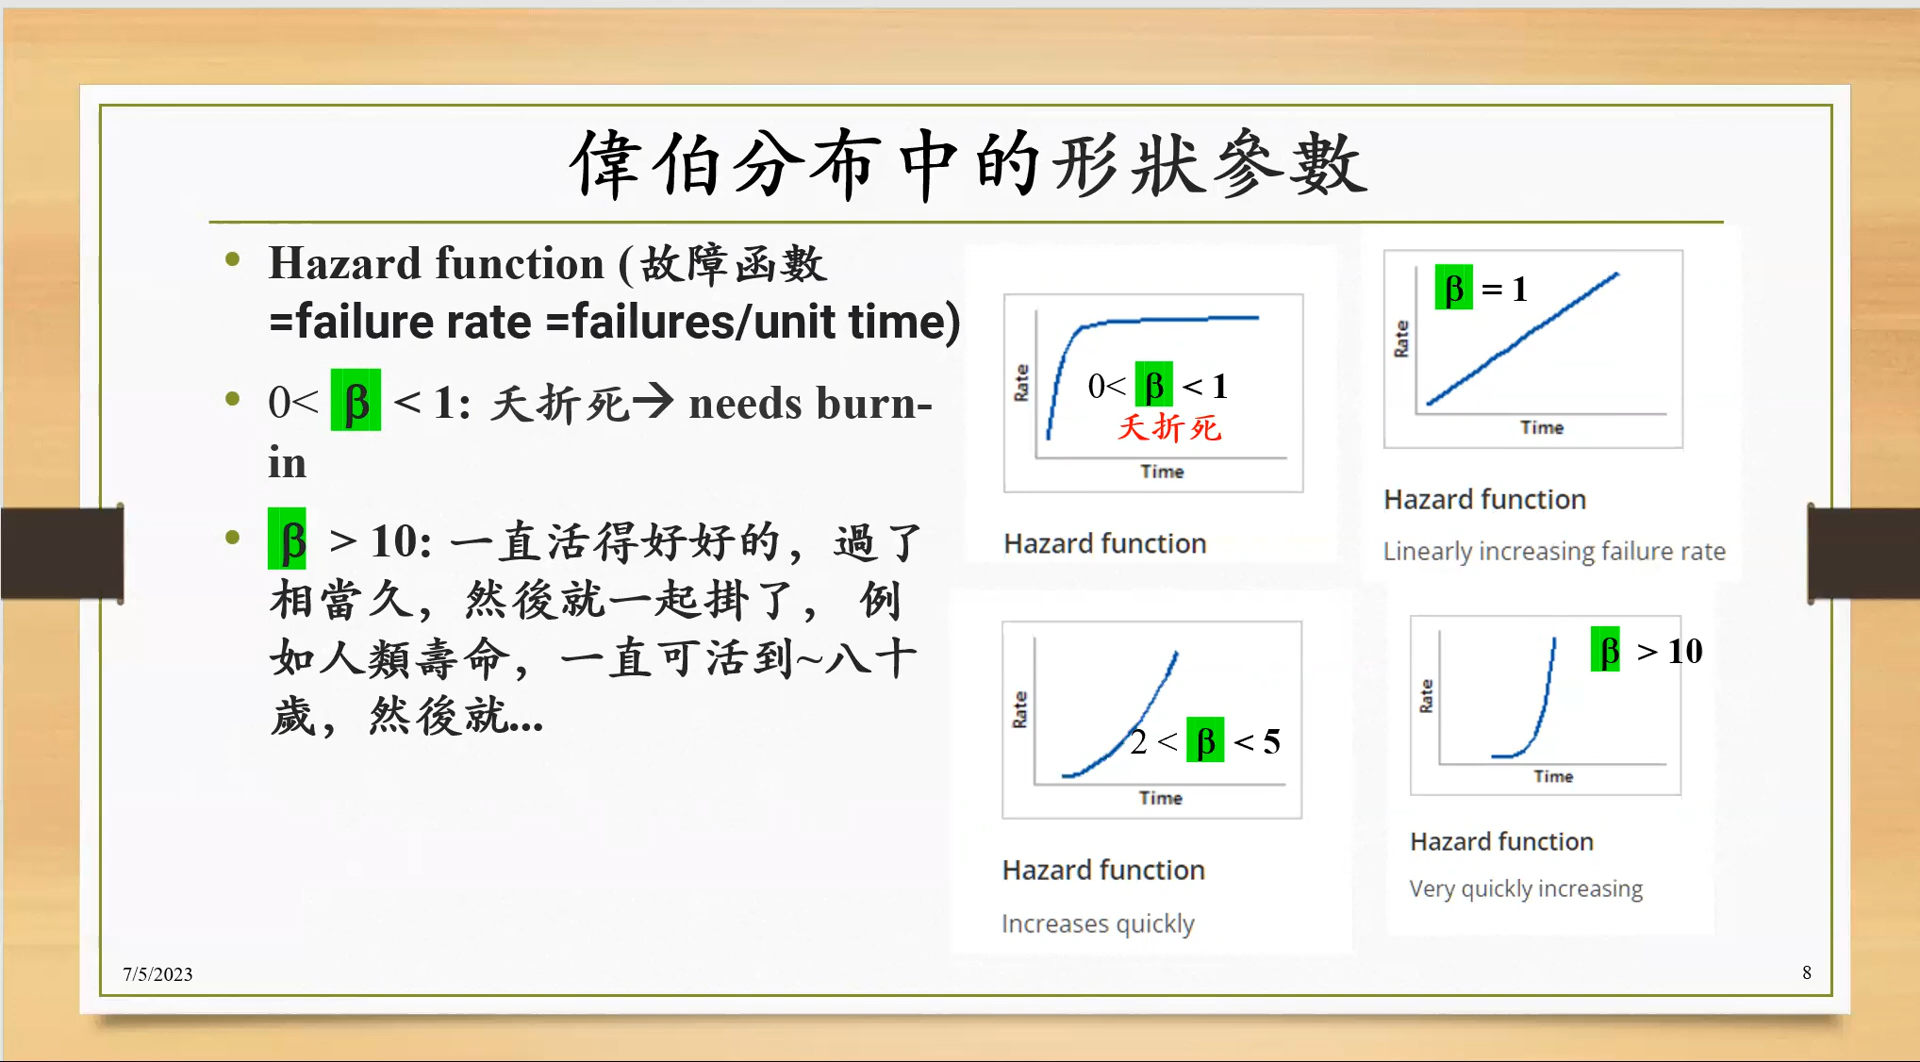 偉伯分布中的形狀參數
Hazard function (故障函數
=failure rate =failures/unit time)
0< β < 1: 夭折死→ needs burn-
in
β > 10: 一直活得好好的，過了
相當久，然後就一起掛了，例
如人類壽命，一直可活到~八十
歲，然後就...
Rate
0< β < 1
夭折死
Time
Hazard function
β = 1
Rate
Time
Hazard function
Linearly increasing failure rate
Rate
2 < β < 5
Time
Hazard function
Increases quickly
β > 10
Rate
Time
Hazard function
Very quickly increasing
7/5/2023
8